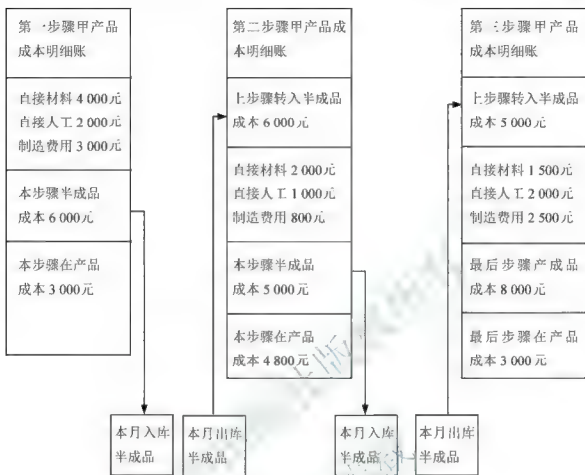 第一步骤甲产品
成本明细账
直接材料 4 000元
直接人工 2 000元
制造费用 3 000元
本步骤半成品
成本 6 000元
本步骤在产品
成本 3 000元
第二步骤甲产品成
本明细账
上步骤转入半成品
成本 6 000元
直接材料 2 000元
直接人工 1 000元
制造费用 800元
本步骤半成品
成本 5 000元
本步骤在产品
成本 4 800元
第三步骤甲产品
成本明细账
上步骤转入半成品
成本 5 000元
直接材料 1 500元
直接人工 2 000元
制造费用 2 500元
最后步骤产成品
成本 8 000元
最后步骤在产品
成本 3 000元
本月入库
半成品
本月出库
半成品
本月入库
半成品
本月出库
半成品